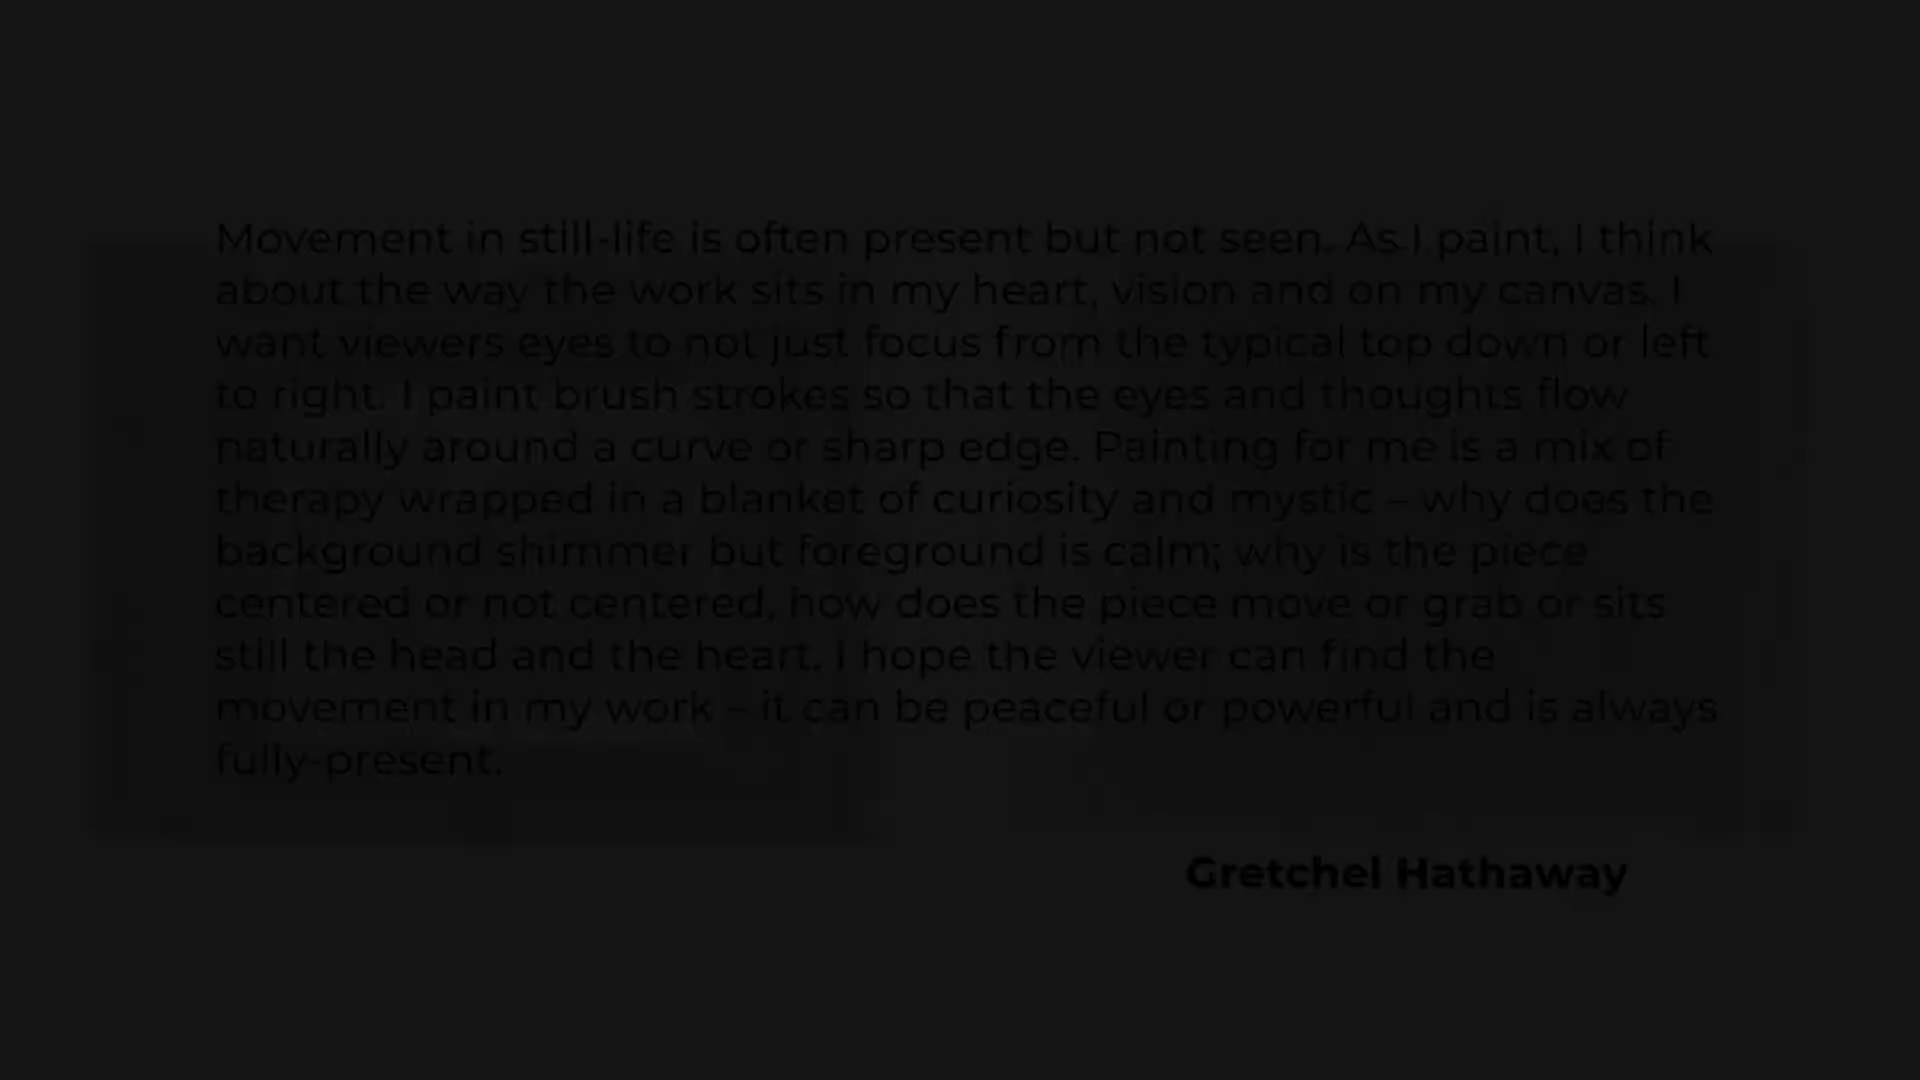 Movement in still-life is often present but not seen. As I paint, I think
about the way the work sits in my heart, vision and on my canvas. I
want viewers eyes to not just focus from the typical top down or left
to right. I paint brush strokes so that the eyes and thoughts flow
naturally around a curve or sharp edge. Painting for me is a mix of
therapy wrapped in a blanket of curiosity and mystic – why does the
background shimmer but foreground is calm; why is the piece
centered or not centered, how does the piece move or grab or sits
still the head and the heart. I hope the viewer can find the
movement in my work – it can be peaceful or powerful and is always
fully-present.
Gretchel Hathaway